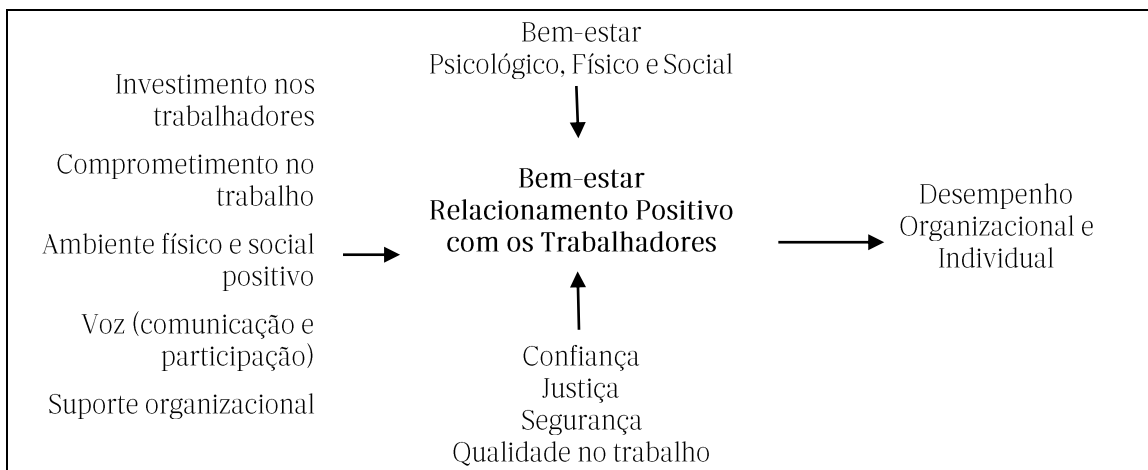 Investimento nos
trabalhadores
Comprometimento no
trabalho
Ambiente físico e social
positivo
Voz (comunicação e
participação)
Suporte organizacional
Bem-estar
Psicológico, Físico e Social
Bem-estar
Relacionamento Positivo
com os Trabalhadores
Confiança
Justiça
Segurança
Qualidade no trabalho
Desempenho
Organizacional e
Individual